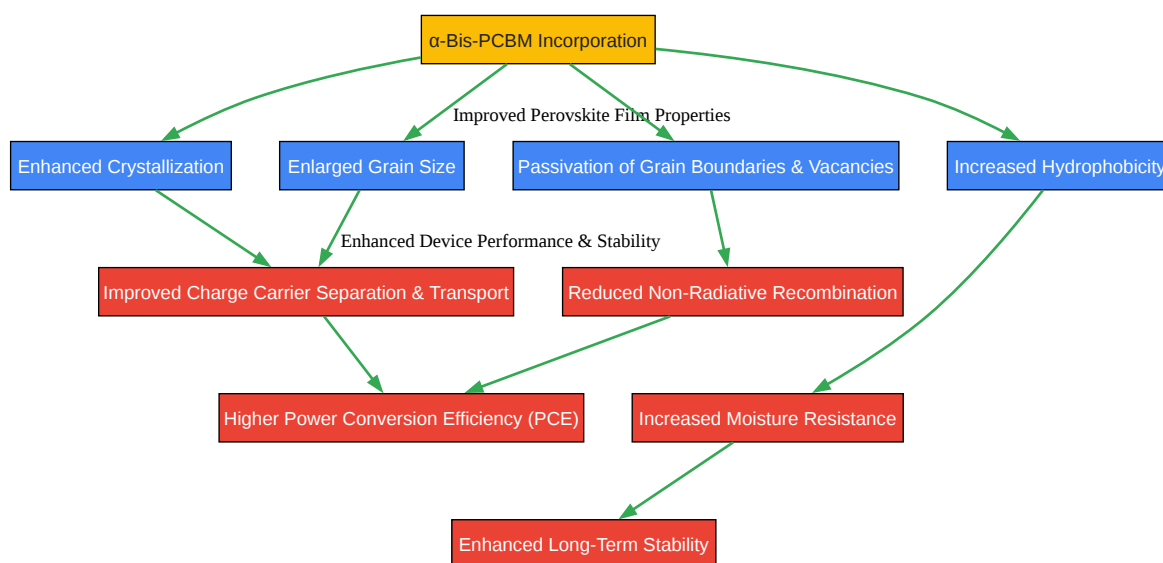 α-Bis-PCBM Incorporation
Improved Perovskite Film Properties
Enhanced Crystallization
Enlarged Grain Size
Passivation of Grain Boundaries & Vacancies
Increased Hydrophobicity
Enhanced Device Performance & Stability
Improved Charge Carrier Separation & Transport
Reduced Non-Radiative Recombination
Higher Power Conversion Efficiency (PCE)
Increased Moisture Resistance
Enhanced Long-Term Stability